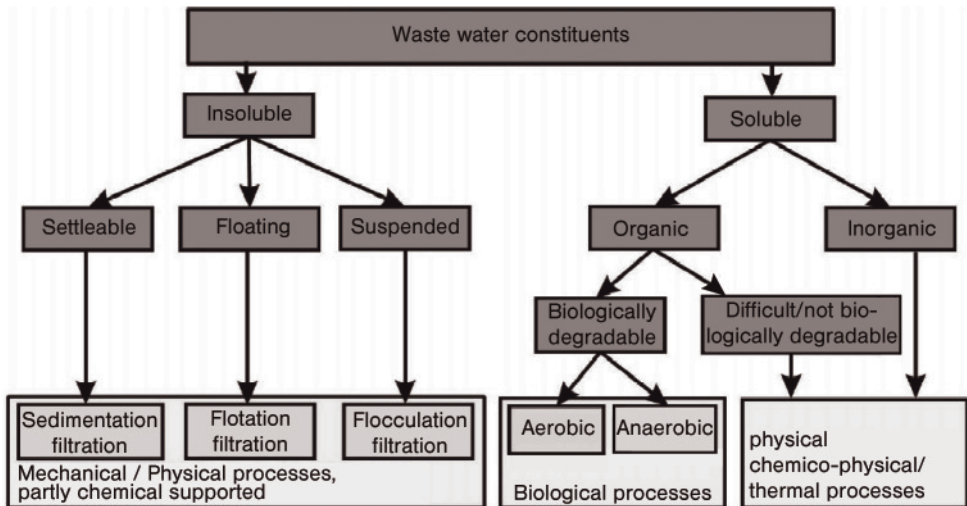 Waste water constituents
Insoluble
Soluble
Settleable
Floating
Suspended
Organic
Inorganic
Biologically
degradable
Difficult/not bio-
logically degradable
Sedimentation
filtration
Flotation
filtration
Flocculation
filtration
Mechanical / Physical processes,
partly chemical supported
Aerobic
Anaerobic
Biological processes
physical
chemico-physical/
thermal processes